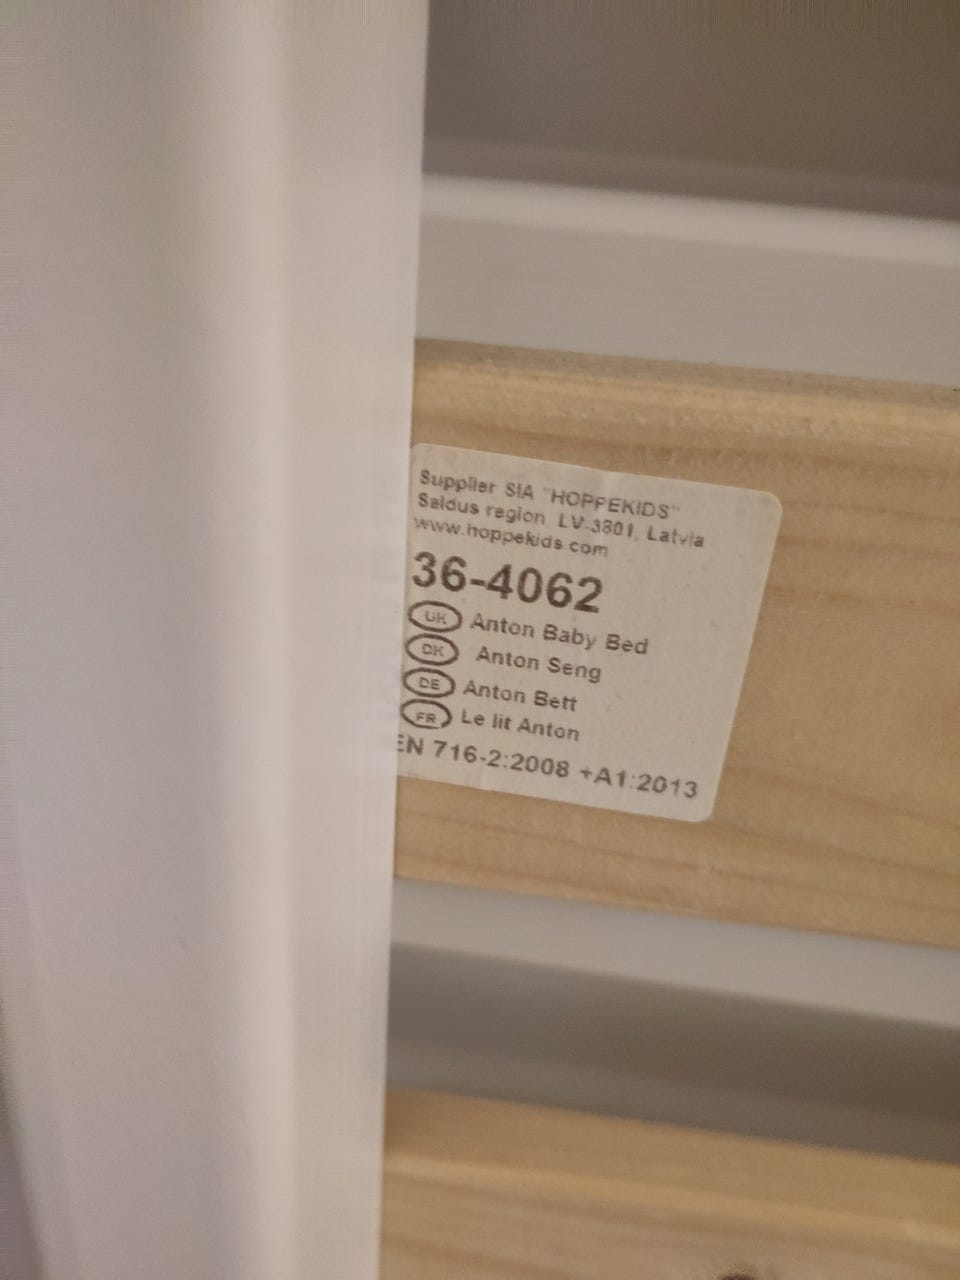 Supplier SIA "HOPPEKIDS"
Saldus region, LV-3801, Latvia
www.hoppekids.com
36-4062
UK Anton Baby Bed
DK Anton Seng
DE Anton Bett
FR Le lit Anton
EN 716-2:2008 +A1:2013